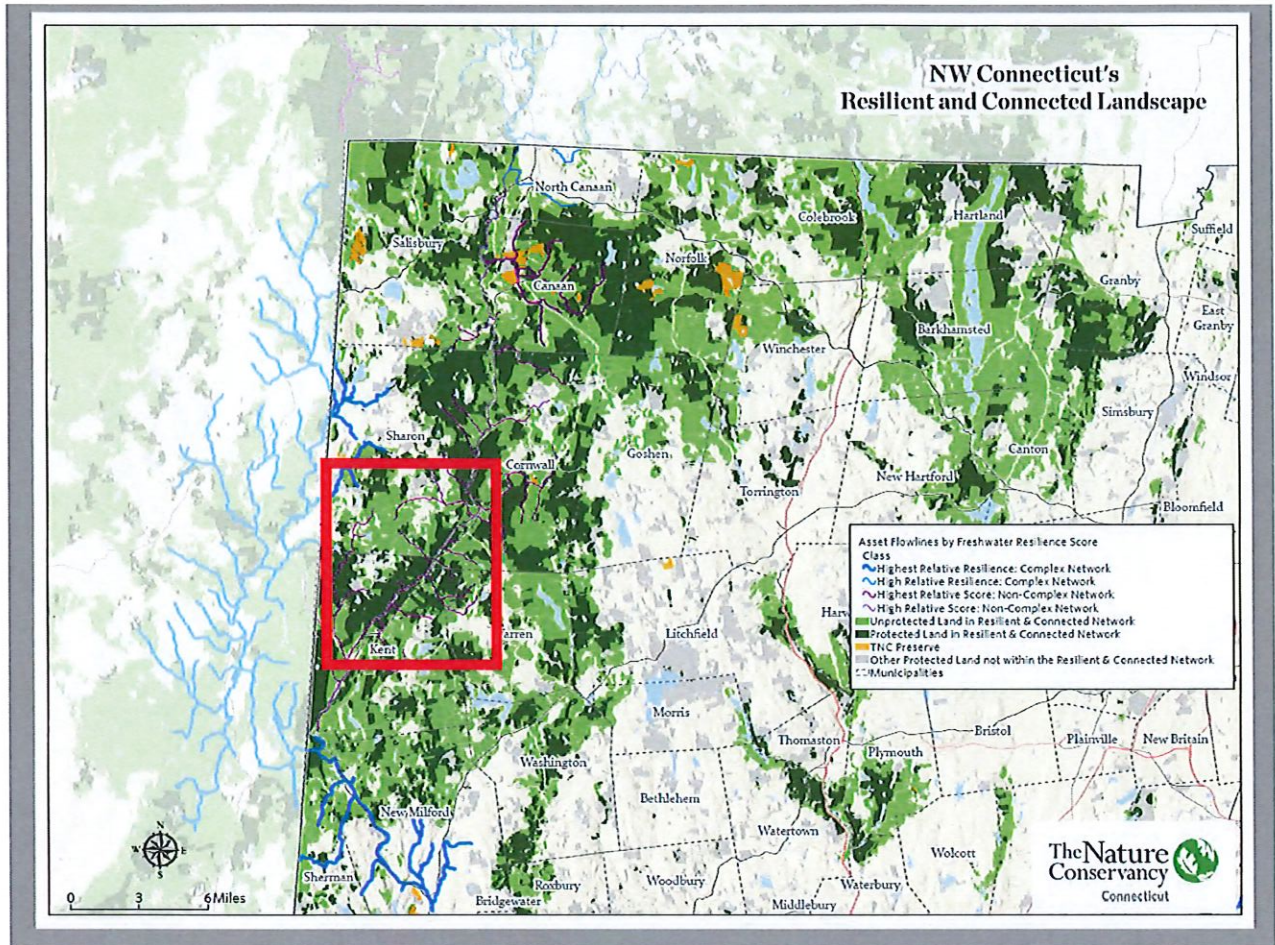 NW Connecticut's
Resilient and Connected Landscape
North Canaan
Colebrook
Hartland
Suffield
Salisbury
Norfolk
Canaan
Granby
East
Granby
Barkhamsted
Winchester
Windsor
Simsbury
Sharon
Cornwall
Goshen
Canton
New Hartford
Torrington
Bloomfield
Asset Flowlines by Freshwater Resilience Score
Class
Highest Relative Resilience: Complex Network
High Relative Resilience: Complex Network
Highest Relative Score: Non-Complex Network
High Relative Score: Non-Complex Network
Unprotected Land in Resilient & Connected Network
Protected Land in Resilient & Connected Network
TNC Preserve
Other Protected Land not within the Resilient & Connected Network
Municipalities
Harw
arren
Litchfield
Kent
Morris
Thomaston
Plymouth
Bristol
Plainville
New Britain
Washington
Bethlehem
New Milford
Watertown
Wolcott
Sherman
Roxbury
Woodbury
Waterbury
Bridgewater
Middlebury
N
W E
S
0 3 6 Miles
The Nature
Conservancy
Connecticut